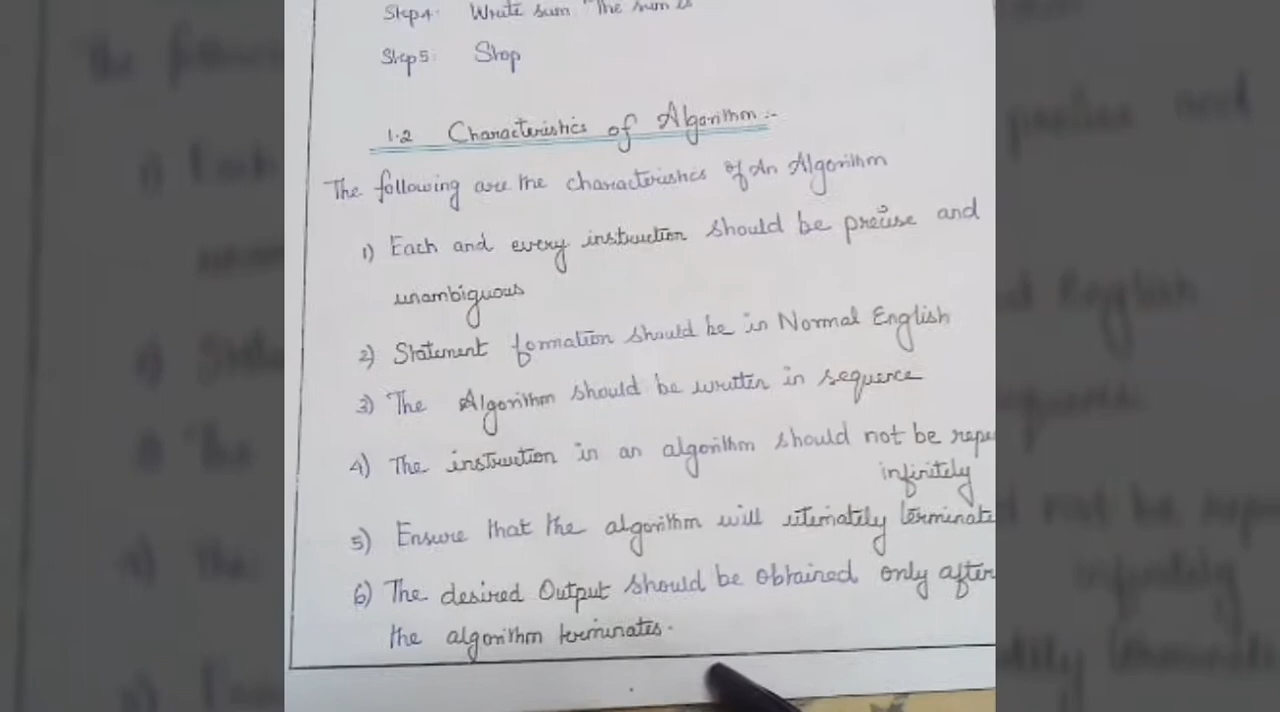 Step4: Write sum "The sum is
Step5: Stop
1.2 Characteristics of Algorithm :-
The following are the characteristics of An Algorithm
1) Each and every instruction should be precise and
unambiguous
2) Statement formation should be in Normal English
3) The Algorithm should be written in sequence
4) The instruction in an algorithm should not be repe
infinitely
5) Ensure that the algorithm will utimately terminate
6) The desired Output should be obtained only after
the algorithm terminates.